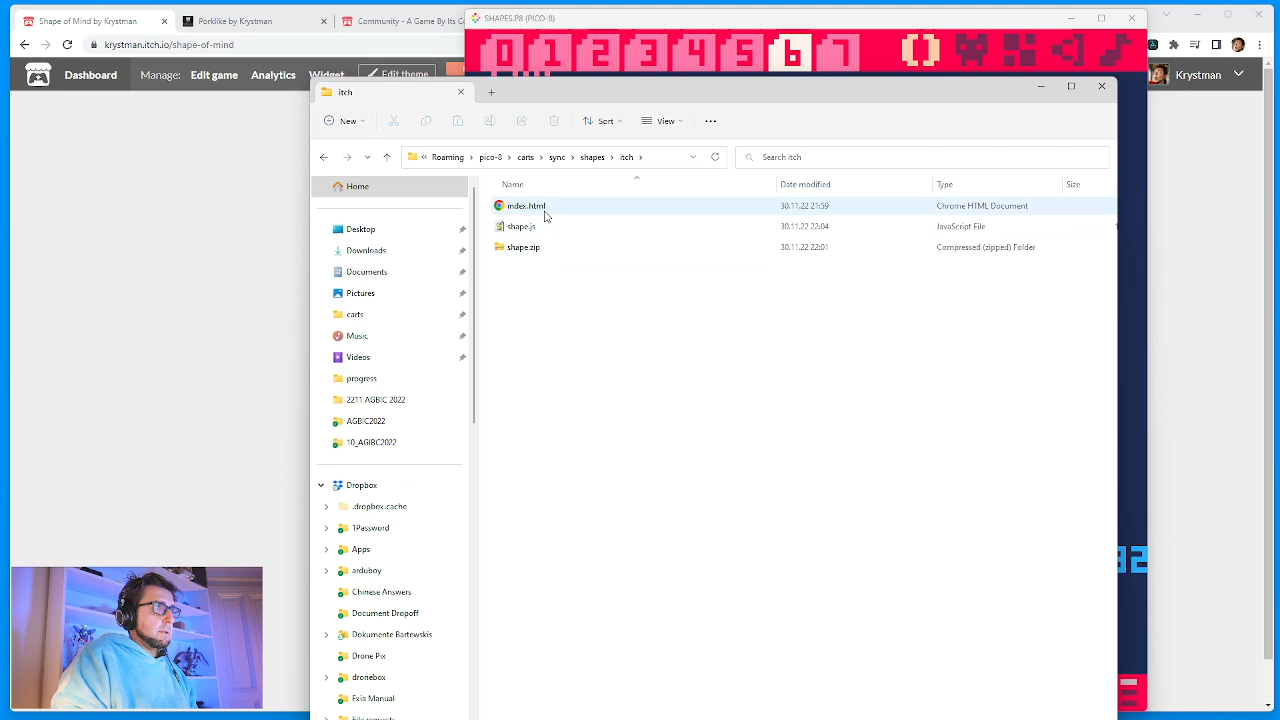 Shape of Mind by Krystman
Porklike by Krystman
Community - A Game By Its Co
SHAPES.P8 (PICO-8)
krystman.itch.io/shape-of-mind
0 1 2 3 4 5 6 7
Dashboard
Manage:
Edit game
Analytics
Widget
Edit theme
Krystman
itch
New
Sort
View
Roaming
pico-8
carts
sync
shapes
itch
Search itch
Home
Name
Date modified
Type
Size
index.html
30.11.22 21:59
Chrome HTML Document
shape.js
30.11.22 22:04
JavaScript File
shape.zip
30.11.22 22:01
Compressed (zipped) Folder
Desktop
Downloads
Documents
Pictures
carts
Music
Videos
progress
2211 AGBIC 2022
AGBIC2022
10_AGIBC2022
Dropbox
.dropbox.cache
1Password
Apps
arduboy
Chinese Answers
Document Dropoff
Dokumente Bartewski
Drone Pix
dronebox
Exia Manual